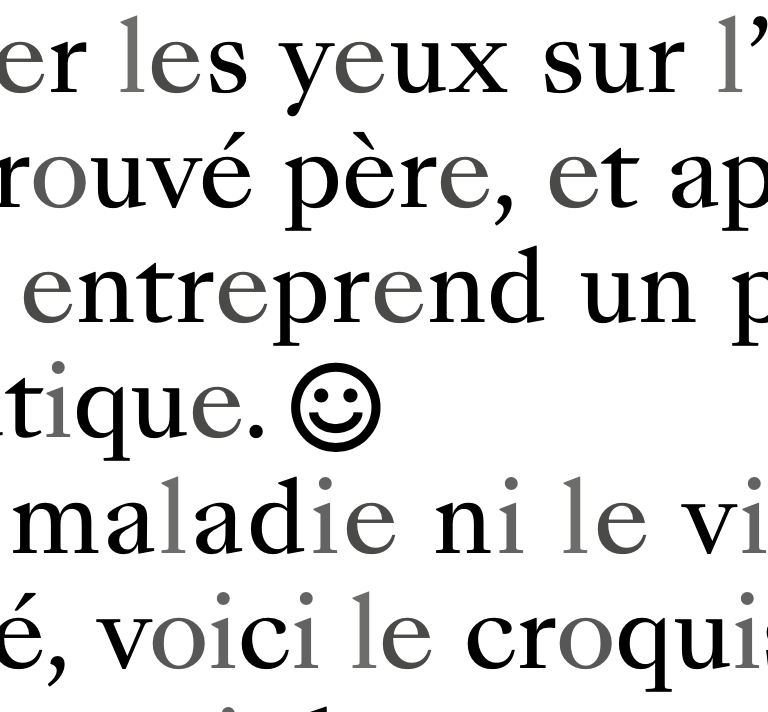 er les yeux sur l’
rouvé père, et ap
entreprend un p
tique. ☺
maladie ni le vi
é, voici le croquis